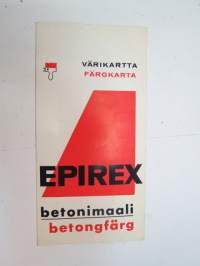 VÄRIKARTTA
FÄRGKARTA
EPIREX
betonimaali
betongfärg